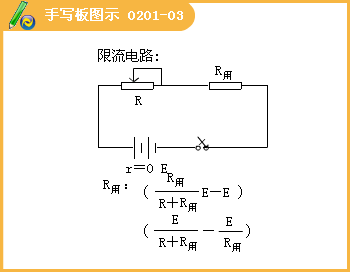 手写板图示 0201-03
限流电路:
R R用
r=0 E
R用: ( R用/(R+R用) E-E )
( E/(R+R用) - E/R用 )